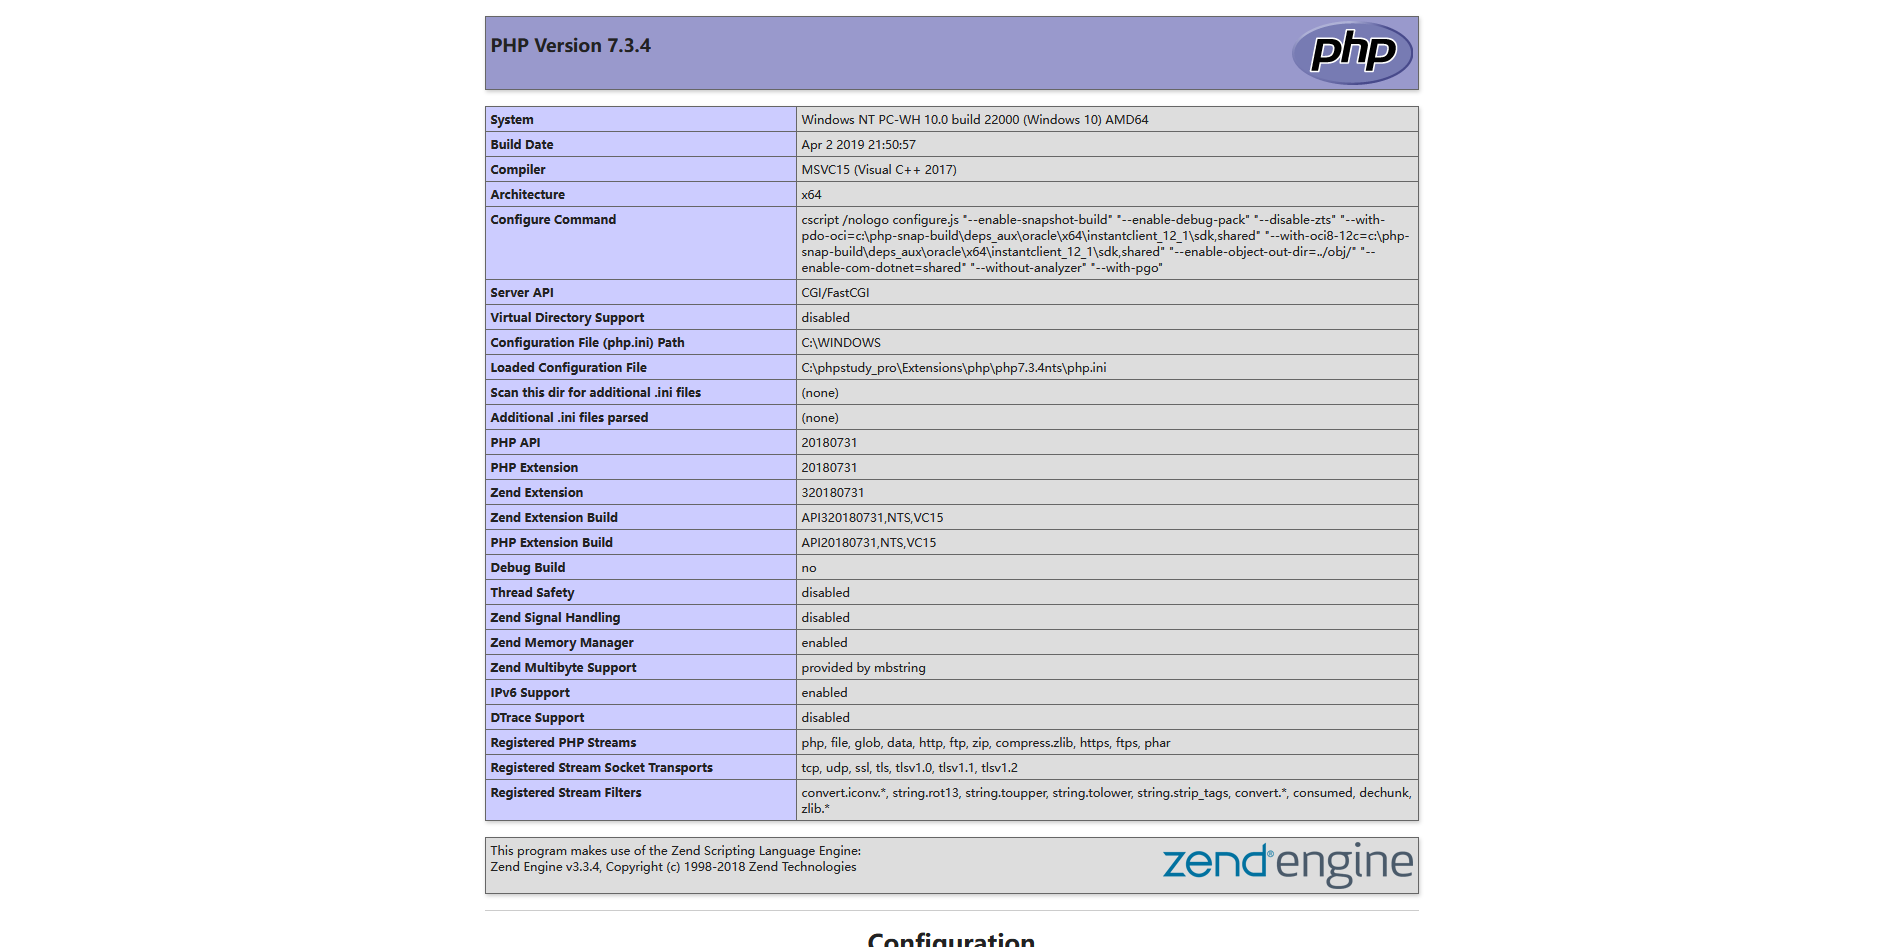 PHP Version 7.3.4
php
System Windows NT PC-WH 10.0 build 22000 (Windows 10) AMD64
Build Date Apr 2 2019 21:50:57
Compiler MSVC15 (Visual C++ 2017)
Architecture x64
Configure Command cscript /nologo configure.js "--enable-snapshot-build" "--enable-debug-pack" "--disable-zts" "--with-
pdo-oci=c:\php-snap-build\deps_aux\oracle\x64\instantclient_12_1\sdk,shared" "--with-oci8-12c=c:\php-
snap-build\deps_aux\oracle\x64\instantclient_12_1\sdk,shared" "--enable-object-out-dir=../obj/" "--
enable-com-dotnet=shared" "--without-analyzer" "--with-pgo"
Server API CGI/FastCGI
Virtual Directory Support disabled
Configuration File (php.ini) Path C:\WINDOWS
Loaded Configuration File C:\phpstudy_pro\Extensions\php\php7.3.4nts\php.ini
Scan this dir for additional .ini files (none)
Additional .ini files parsed (none)
PHP API 20180731
PHP Extension 20180731
Zend Extension 320180731
Zend Extension Build API320180731,NTS,VC15
PHP Extension Build API20180731,NTS,VC15
Debug Build no
Thread Safety disabled
Zend Signal Handling disabled
Zend Memory Manager enabled
Zend Multibyte Support provided by mbstring
IPv6 Support enabled
DTrace Support disabled
Registered PHP Streams php, file, glob, data, http, ftp, zip, compress.zlib, https, ftps, phar
Registered Stream Socket Transports tcp, udp, ssl, tls, tlsv1.0, tlsv1.1, tlsv1.2
Registered Stream Filters convert.iconv.*, string.rot13, string.toupper, string.tolower, string.strip_tags, convert.*, consumed, dechunk,
zlib.*
This program makes use of the Zend Scripting Language Engine:
Zend Engine v3.3.4, Copyright (c) 1998-2018 Zend Technologies
zend® engine
Configuration